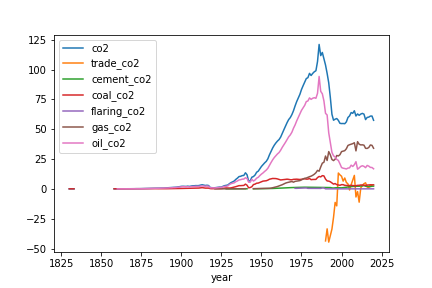 125
100
75
50
25
0
−25
−50
co2
trade_co2
cement_co2
coal_co2
flaring_co2
gas_co2
oil_co2
1825 1850 1875 1900 1925 1950 1975 2000 2025
year